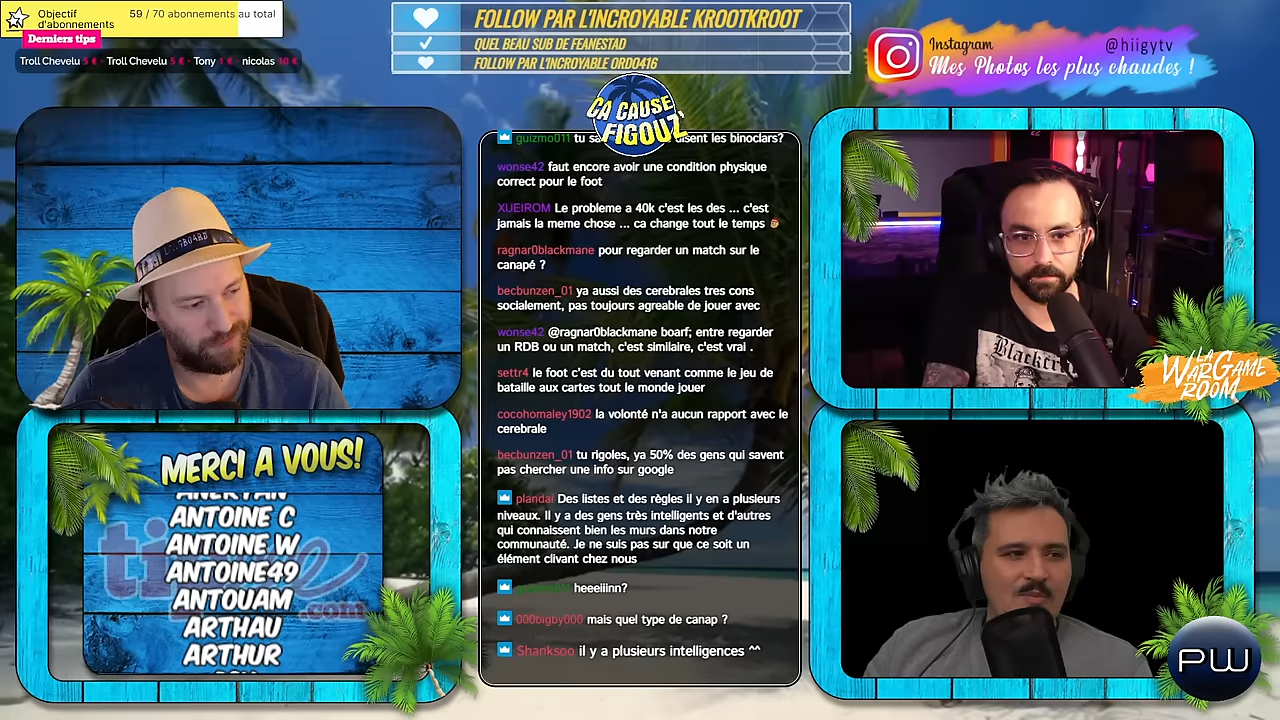 Objectif d'abonnements
59 / 70 abonnements au total
Derniers tips
Troll Chevelu 5 € · Troll Chevelu 5 € · Tony 1 € · nicolas 10 €
FOLLOW PAR L'INCROYABLE KROOTKROOT
QUEL BEAU SUB DE FEANESTAD
FOLLOW PAR L'INCROYABLE ORDO416
Instagram
@hiigytv
Mes Photos les plus chaudes !
ÇA CAUSE
FIGOUZ'
guizmo011 tu
disent les binoclars?
wonse42 faut encore avoir une condition physique
correct pour le foot
XUEIROM Le probleme a 40k c'est les des ... c'est
jamais la meme chose ... ca change tout le temps
ragnar0blackmane pour regarder un match sur le
canapé ?
becbunzen_01 ya aussi des cerebrales tres cons
socialement, pas toujours agreable de jouer avec
wonse42 @ragnar0blackmane boarf; entre regarder
un RDB ou un match, c'est similaire, c'est vrai .
settr4 le foot c'est du tout venant comme le jeu de
bataille aux cartes tout le monde jouer
cocohomaley1902 la volonté n'a aucun rapport avec le
cerebrale
becbunzen_01 tu rigoles, ya 50% des gens qui savent
pas chercher une info sur google
plandai Des listes et des règles il y en a plusieurs
niveaux. Il y a des gens très intelligents et d'autres
qui connaissent bien les murs dans notre
communauté. Je ne suis pas sur que ce soit un
élément clivant chez nous
heeeiiinn?
000bigby000 mais quel type de canap ?
Shanksoo il y a plusieurs intelligences ^^
LONGBOARD
MERCI A VOUS!
ANTOINE C
ANTOINE W
ANTOINE49
ANTOUAM
ARTHAU
ARTHUR
.com
LA
WARGAME
ROOM
PW